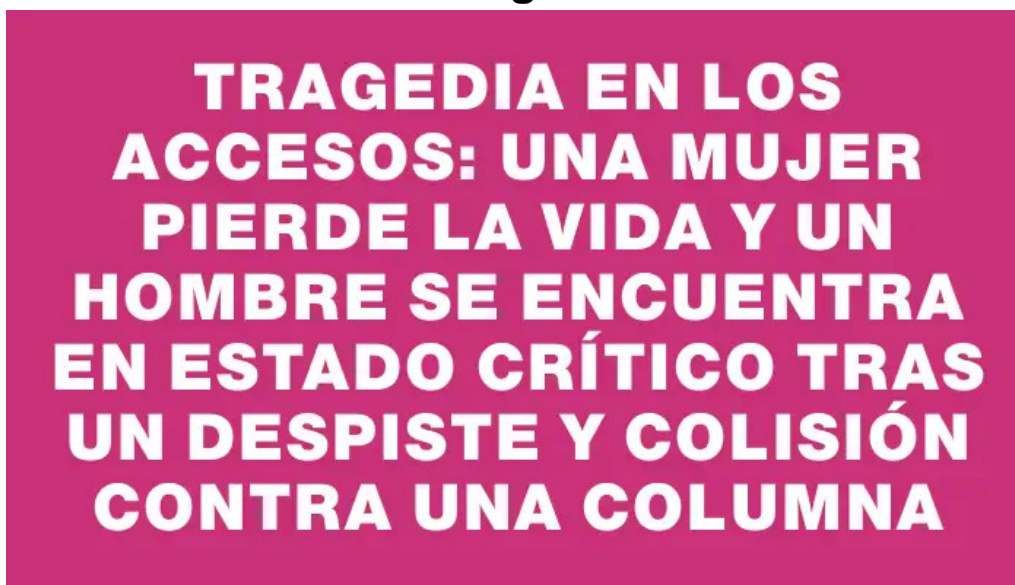 TRAGEDIA EN LOS
ACCESOS: UNA MUJER
PIERDE LA VIDA Y UN
HOMBRE SE ENCUENTRA
EN ESTADO CRÍTICO TRAS
UN DESPISTE Y COLISIÓN
CONTRA UNA COLUMNA